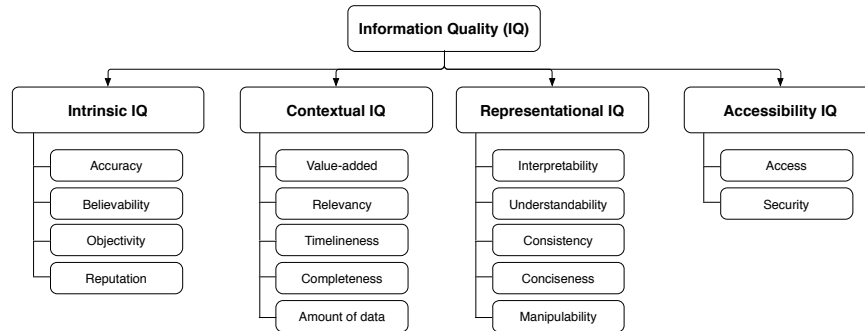 Information Quality (IQ)
Intrinsic IQ
Accuracy
Believability
Objectivity
Reputation
Contextual IQ
Value-added
Relevancy
Timelineness
Completeness
Amount of data
Representational IQ
Interpretability
Understandability
Consistency
Conciseness
Manipulability
Accessibility IQ
Access
Security